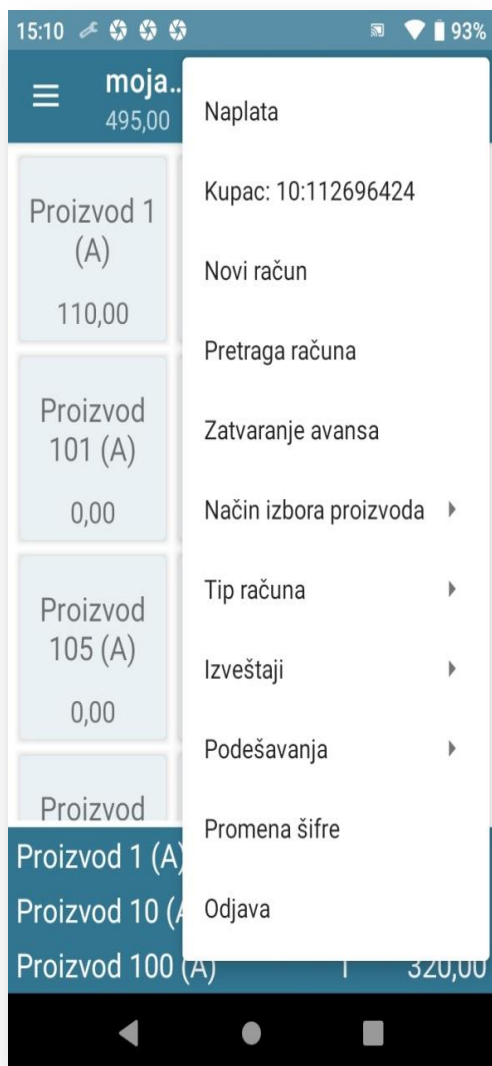 15:10
93%
moja..
495,00
Naplata
Kupac: 10:112696424
Novi račun
Pretraga računa
Zatvaranje avansa
Način izbora proizvoda
Tip računa
Izveštaji
Podešavanja
Promena šifre
Odjava
Proizvod 1
(A)
110,00
Proizvod
101 (A)
0,00
Proizvod
105 (A)
0,00
Proizvod
Proizvod 1 (A)
Proizvod 10 (A
Proizvod 100 (A) 1 320,00